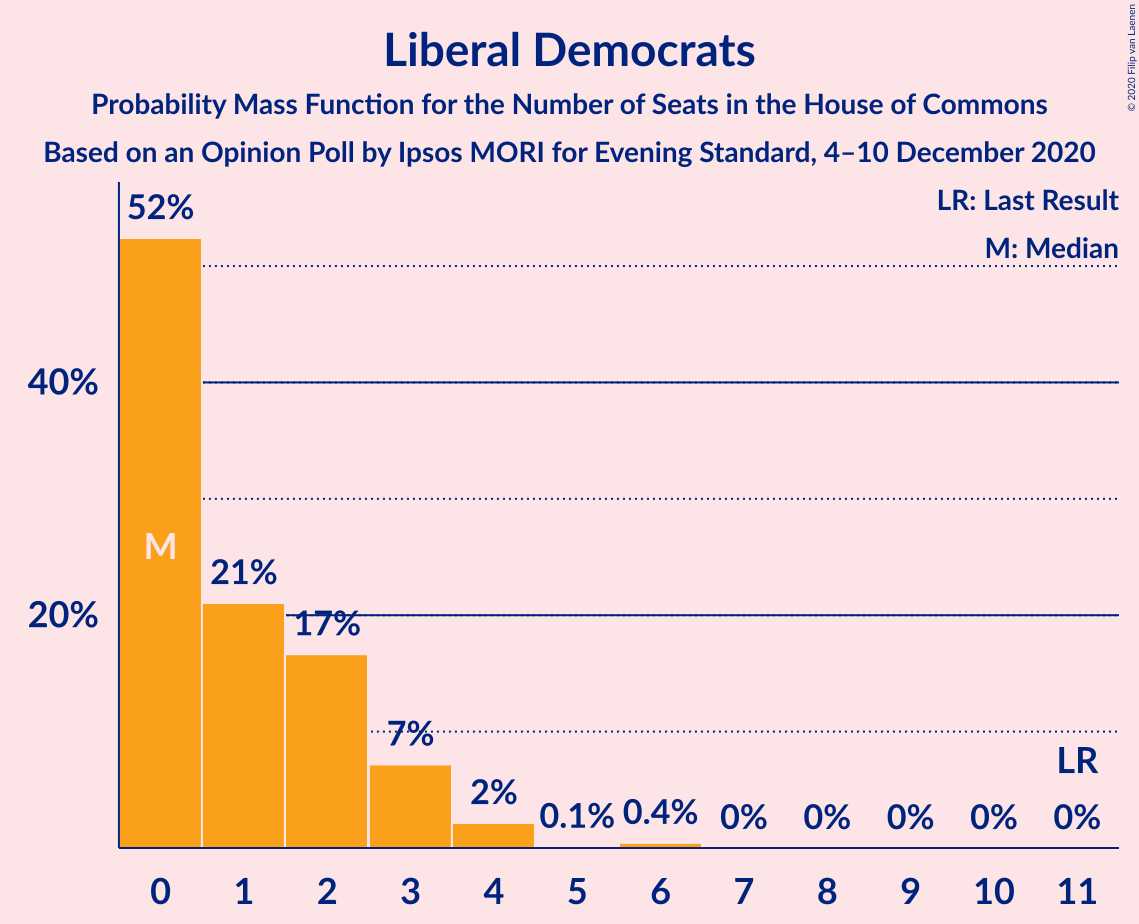 Liberal Democrats
Probability Mass Function for the Number of Seats in the House of Commons
Based on an Opinion Poll by Ipsos MORI for Evening Standard, 4–10 December 2020
© 2020 Filip van Laenen
LR: Last Result
M: Median
52%
40%
M
21%
20%
17%
7%
LR
2%
0.1%
0.4%
0%
0%
0%
0%
0%
0 1 2 3 4 5 6 7 8 9 10 11